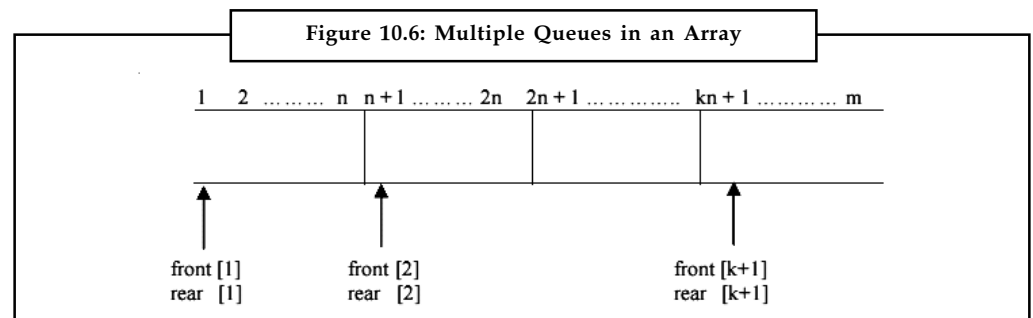 Figure 10.6: Multiple Queues in an Array
1 2 ……… n n + 1 ……… 2n 2n + 1 ………….. kn + 1 ………… m
front [1] front [2] front [k+1]
rear [1] rear [2] rear [k+1]